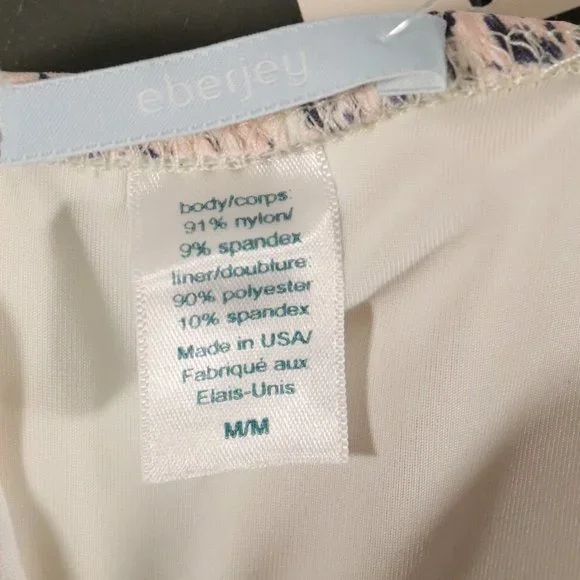 eberjey
body/corps:
91% nylon/
9% spandex
liner/doublure:
90% polyester
10% spandex
Made in USA/
Fabriqué aux
Elais-Unis
M/M